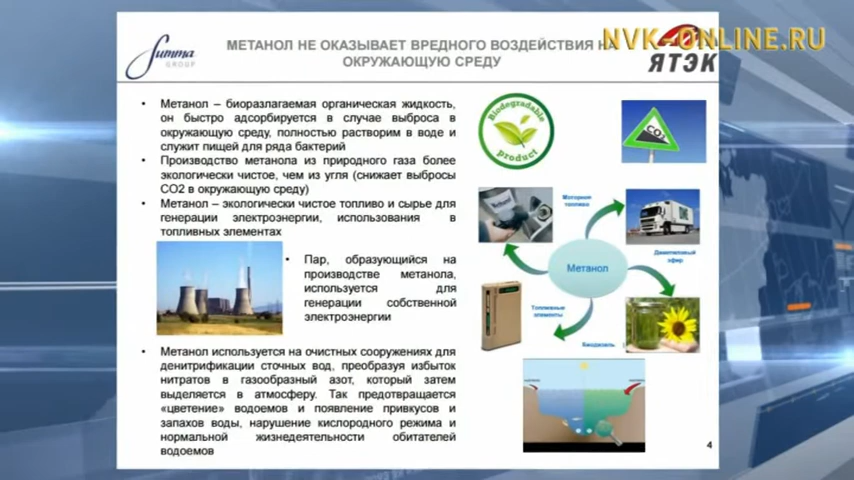 NVK-ONLINE.RU
Summa
GROUP
МЕТАНОЛ НЕ ОКАЗЫВАЕТ ВРЕДНОГО ВОЗДЕЙСТВИЯ НА
ОКРУЖАЮЩУЮ СРЕДУ
ЯТЭК
• Метанол – биоразлагаемая органическая жидкость,
он быстро адсорбируется в случае выброса в
окружающую среду, полностью растворим в воде и
служит пищей для ряда бактерий
• Производство метанола из природного газа более
экологически чистое, чем из угля (снижает выбросы
СО2 в окружающую среду)
• Метанол – экологически чистое топливо и сырье для
генерации электроэнергии, использования в
топливных элементах
• Пар, образующийся на
производстве метанола,
используется для
генерации собственной
электроэнергии
• Метанол используется на очистных сооружениях для
денитрификации сточных вод, преобразуя избыток
нитратов в газообразный азот, который затем
выделяется в атмосферу. Так предотвращается
«цветение» водоемов и появление привкусов и
запахов воды, нарушение кислородного режима и
нормальной жизнедеятельности обитателей
водоемов
Biodegradable
product
CO2
Methanol
Моторное
топливо
Метанол
Диметиловый
эфир
Топливные
элементы
Биодизель
4